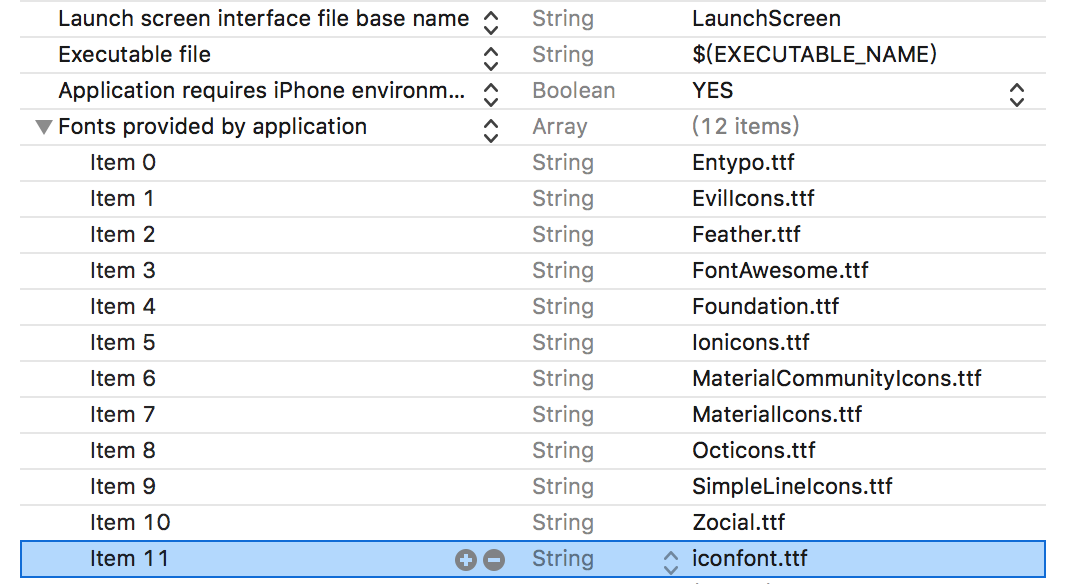 Launch screen interface file base name String LaunchScreen
Executable file String $(EXECUTABLE_NAME)
Application requires iPhone environm... Boolean YES
Fonts provided by application Array (12 items)
Item 0 String Entypo.ttf
Item 1 String EvilIcons.ttf
Item 2 String Feather.ttf
Item 3 String FontAwesome.ttf
Item 4 String Foundation.ttf
Item 5 String Ionicons.ttf
Item 6 String MaterialCommunityIcons.ttf
Item 7 String MaterialIcons.ttf
Item 8 String Octicons.ttf
Item 9 String SimpleLineIcons.ttf
Item 10 String Zocial.ttf
Item 11 String iconfont.ttf